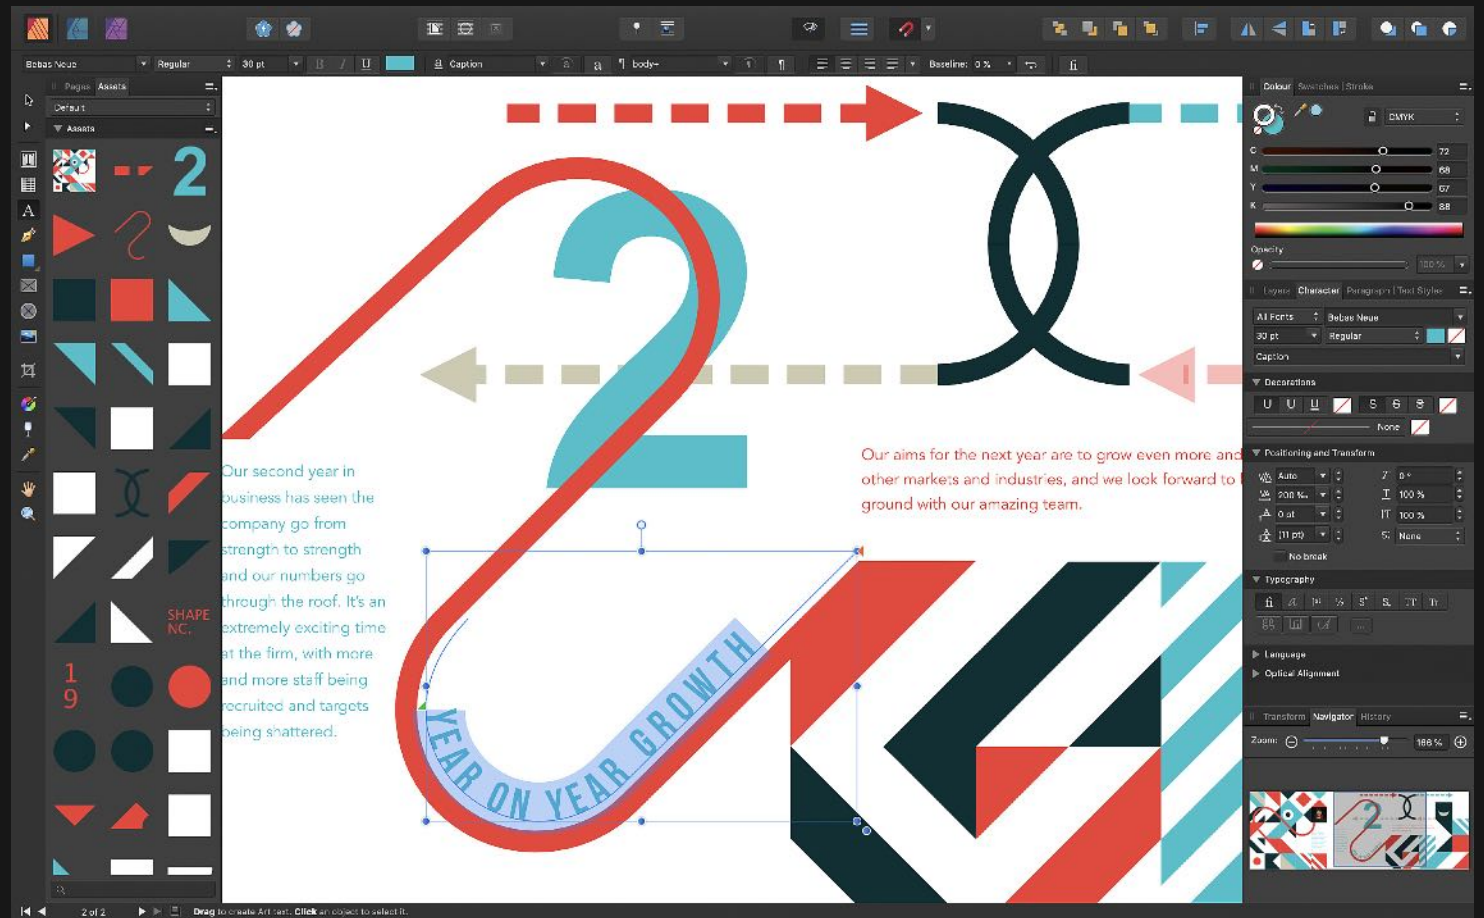 Bebas Neue Regular 30 pt B I U a Caption a a ¶ body+ ¶ Baseline: 0 % fi
Pages Assets
Default
Assets
2
SHAPE
NC.
1
9
2 of 2 Drag to create Art text. Click an object to select it.
2
Our second year in
business has seen the
company go from
strength to strength
and our numbers go
through the roof. It's an
extremely exciting time
at the firm, with more
and more staff being
recruited and targets
being shattered.
YEAR ON YEAR GROWTH
Our aims for the next year are to grow even more and
other markets and industries, and we look forward to
ground with our amazing team.
Colour Swatches Stroke
CMYK
C 72
M 68
Y 67
K 88
Opacity
100 %
Layers Character Paragraph Text Styles
All Fonts Bebas Neue
30 pt Regular
Caption
Decorations
U U U S S S
None
Positioning and Transform
Auto 0 °
200 ‰ 100 %
0 pt 100 %
(11 pt) None
No break
Typography
Language
Optical Alignment
Transform Navigator History
Zoom: 166 %